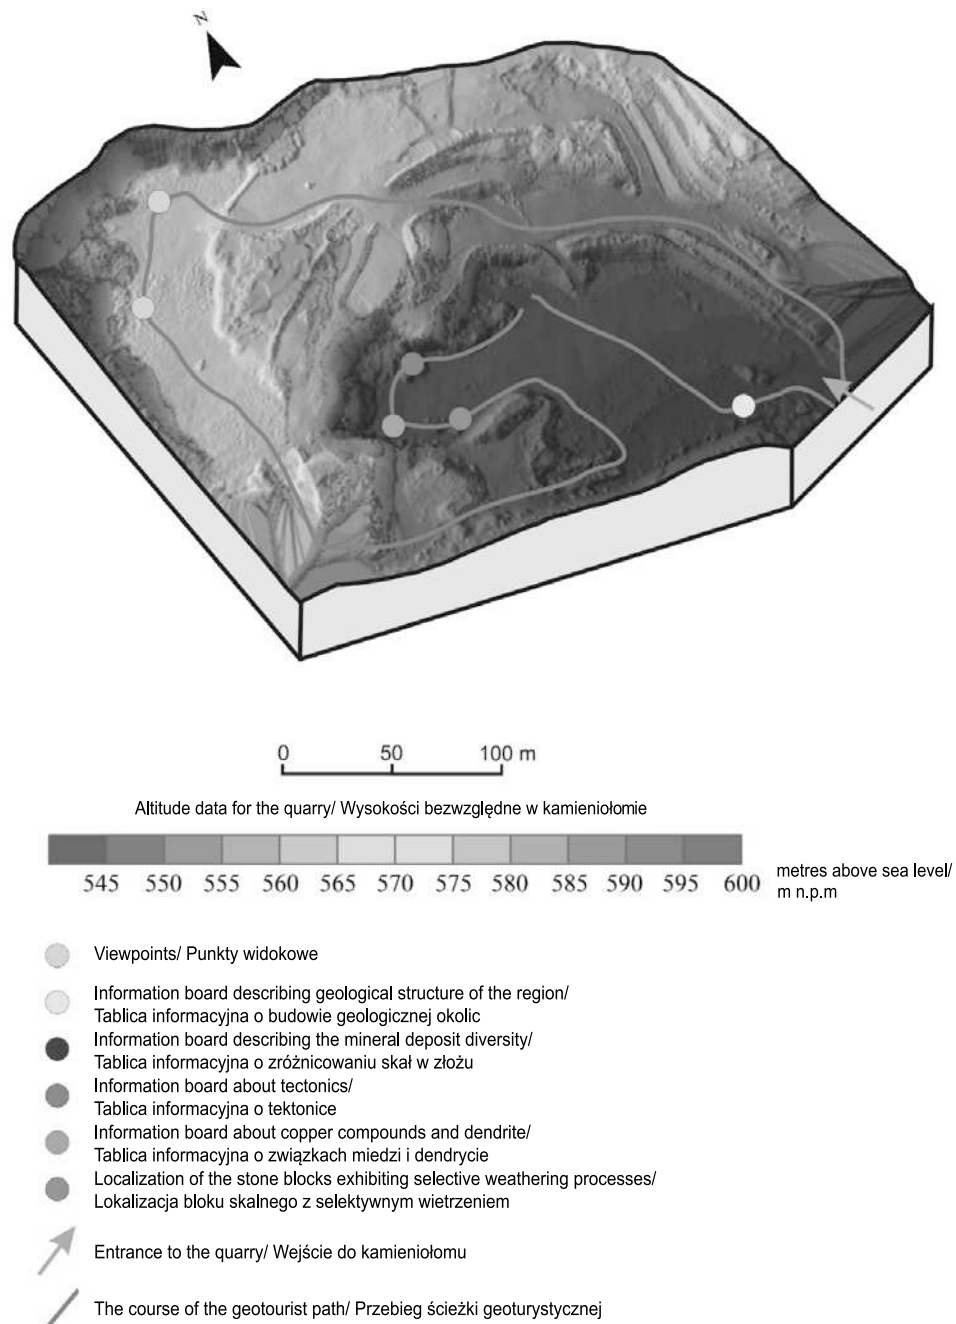 N
0 50 100 m
Altitude data for the quarry/ Wysokości bezwzględne w kamieniołomie
545 550 555 560 565 570 575 580 585 590 595 600
metres above sea level/
m n.p.m
Viewpoints/ Punkty widokowe
Information board describing geological structure of the region/
Tablica informacyjna o budowie geologicznej okolic
Information board describing the mineral deposit diversity/
Tablica informacyjna o zróżnicowaniu skał w złożu
Information board about tectonics/
Tablica informacyjna o tektonice
Information board about copper compounds and dendrite/
Tablica informacyjna o związkach miedzi i dendrycie
Localization of the stone blocks exhibiting selective weathering processes/
Lokalizacja bloku skalnego z selektywnym wietrzeniem
Entrance to the quarry/ Wejście do kamieniołomu
The course of the geotourist path/ Przebieg ścieżki geoturystycznej